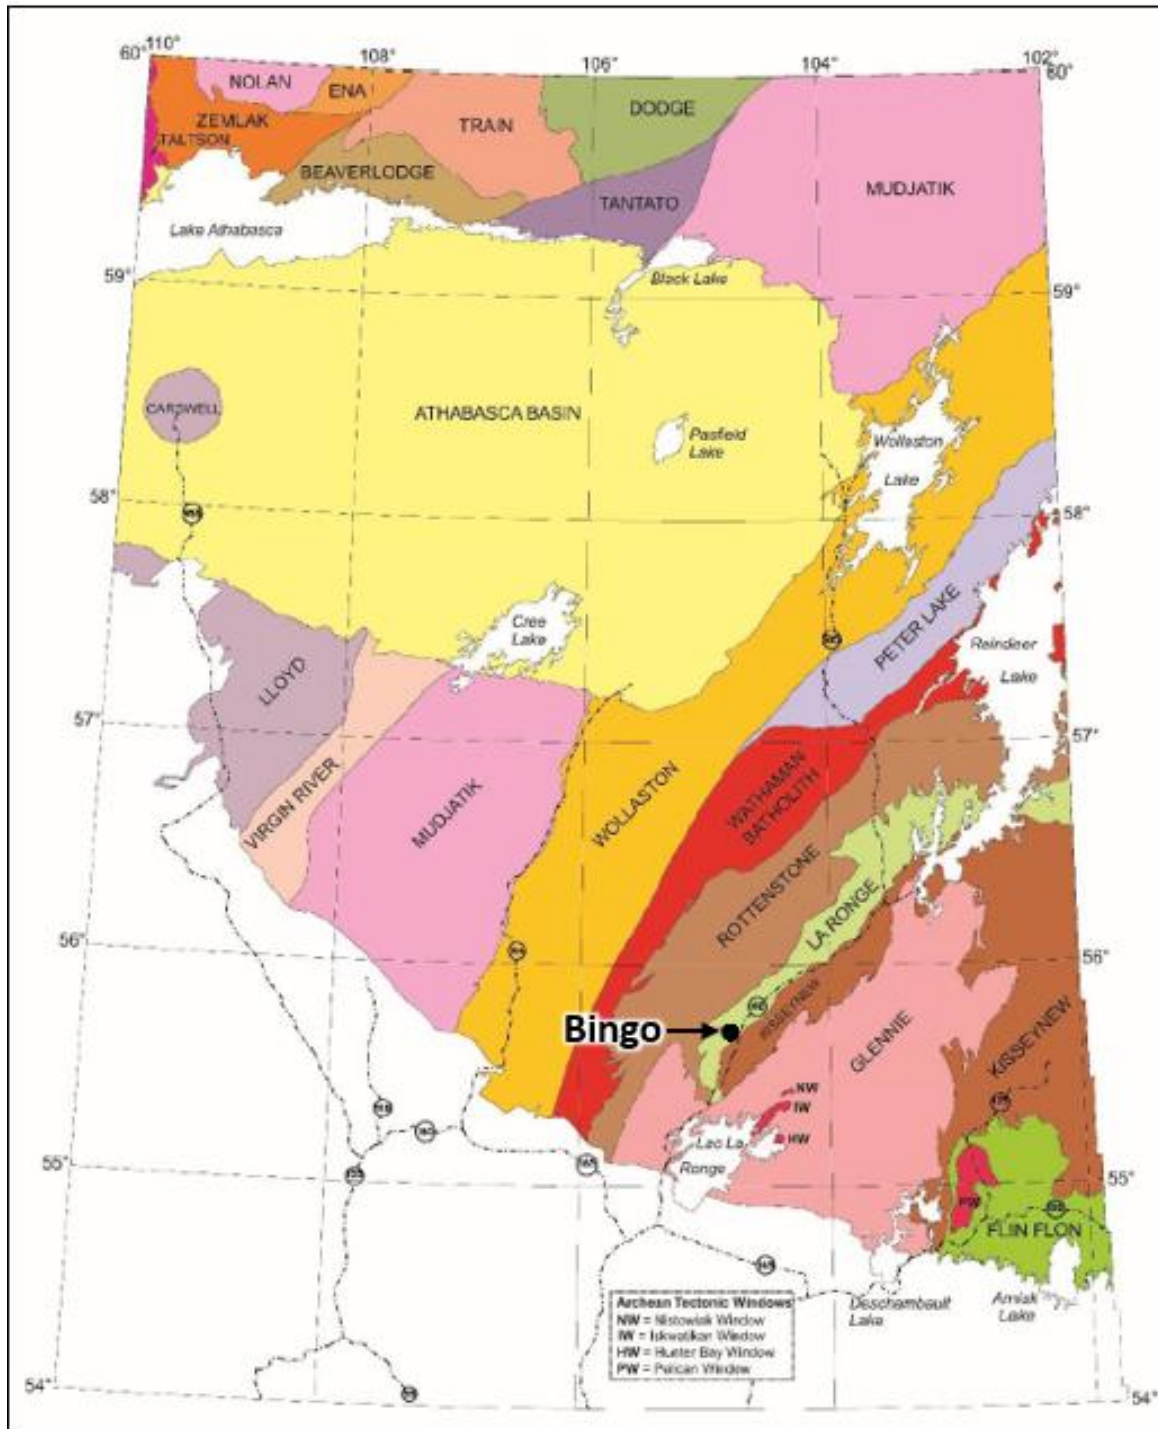 60°
110°
108°
106°
104°
102°
60°
NOLAN
ENA
ZEMLAK
TALTSON
TRAIN
DODGE
BEAVERLODGE
TANTATO
MUDJATIK
Lake Athabasca
Black Lake
59°
59°
CARSWELL
ATHABASCA BASIN
Pasfield
Lake
Wollaston
Lake
58°
58°
Cree
Lake
PETER LAKE
Reindeer
Lake
LLOYD
57°
57°
VIRGIN RIVER
MUDJATIK
WOLLASTON
WATHAMAN
BATHOLITH
ROTTENSTONE
LA RONGE
56°
56°
Bingo
KISSEYNEW
GLENNIE
KISSEYNEW
NW
IW
HW
Lac La
Ronge
155
165
55°
55°
PW
FLIN FLON
165
Deschambault
Lake
Amisk
Lake
Archean Tectonic Windows
NW = Nistowiak Window
IW = Iskwatikan Window
HW = Hunter Bay Window
PW = Pelican Window
54°
54°